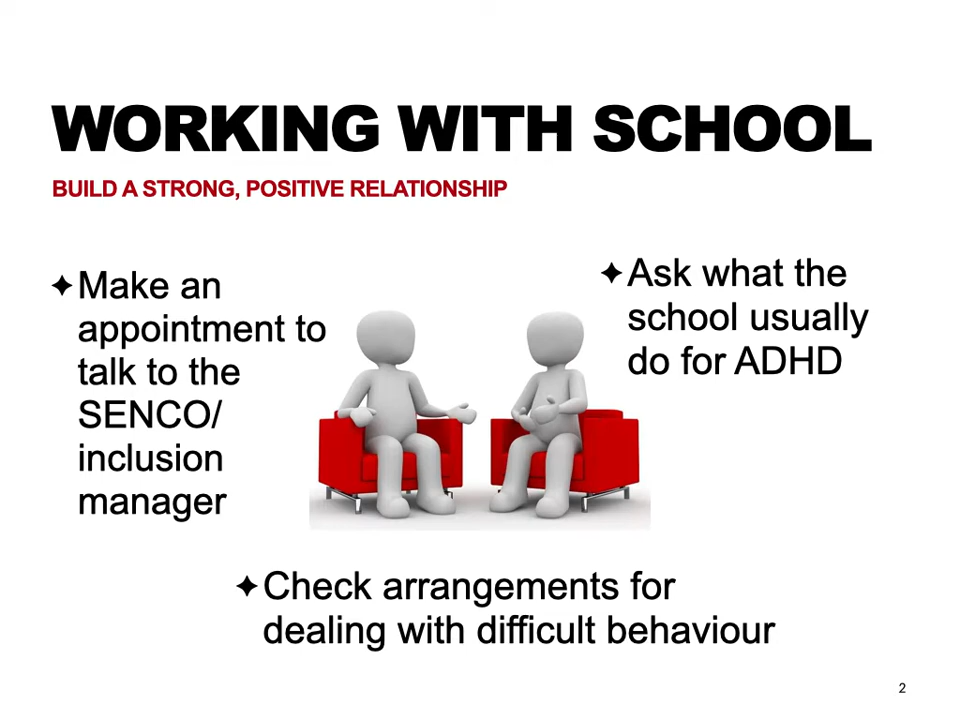 WORKING WITH SCHOOL
BUILD A STRONG, POSITIVE RELATIONSHIP
✦Make an
appointment to
talk to the
SENCO/
inclusion
manager
✦Ask what the
school usually
do for ADHD
✦Check arrangements for
dealing with difficult behaviour
2